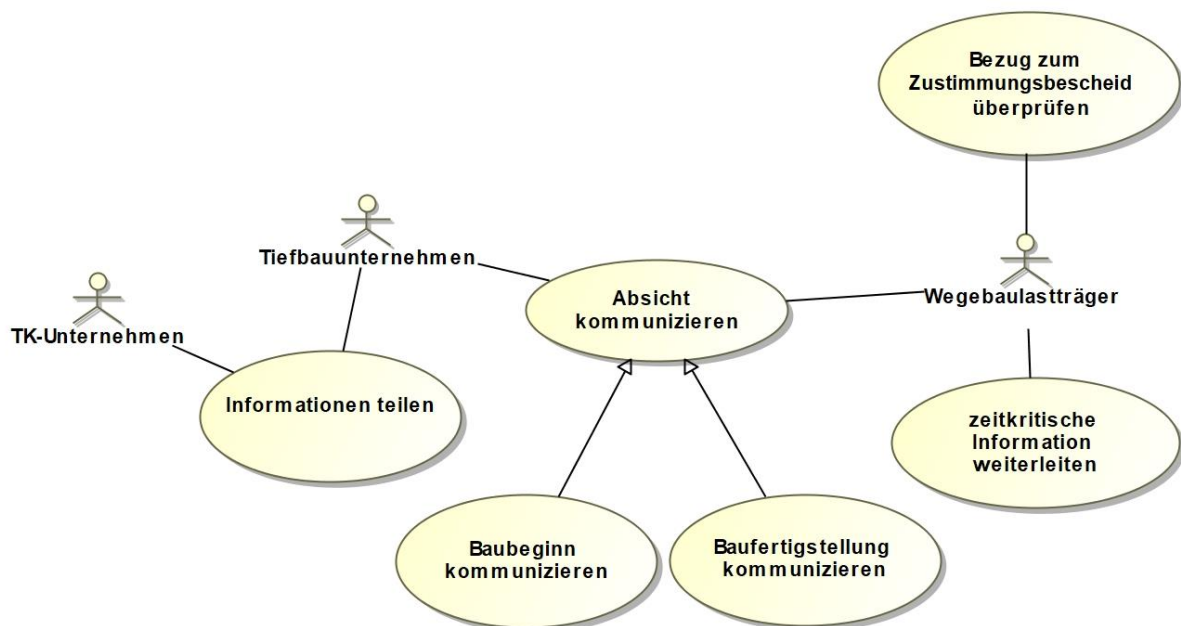 Bezug zum
Zustimmungsbescheid
überprüfen
Tiefbauunternehmen
TK-Unternehmen
Absicht
kommunizieren
Wegebaulastträger
Informationen teilen
zeitkritische
Information
weiterleiten
Baubeginn
kommunizieren
Baufertigstellung
kommunizieren